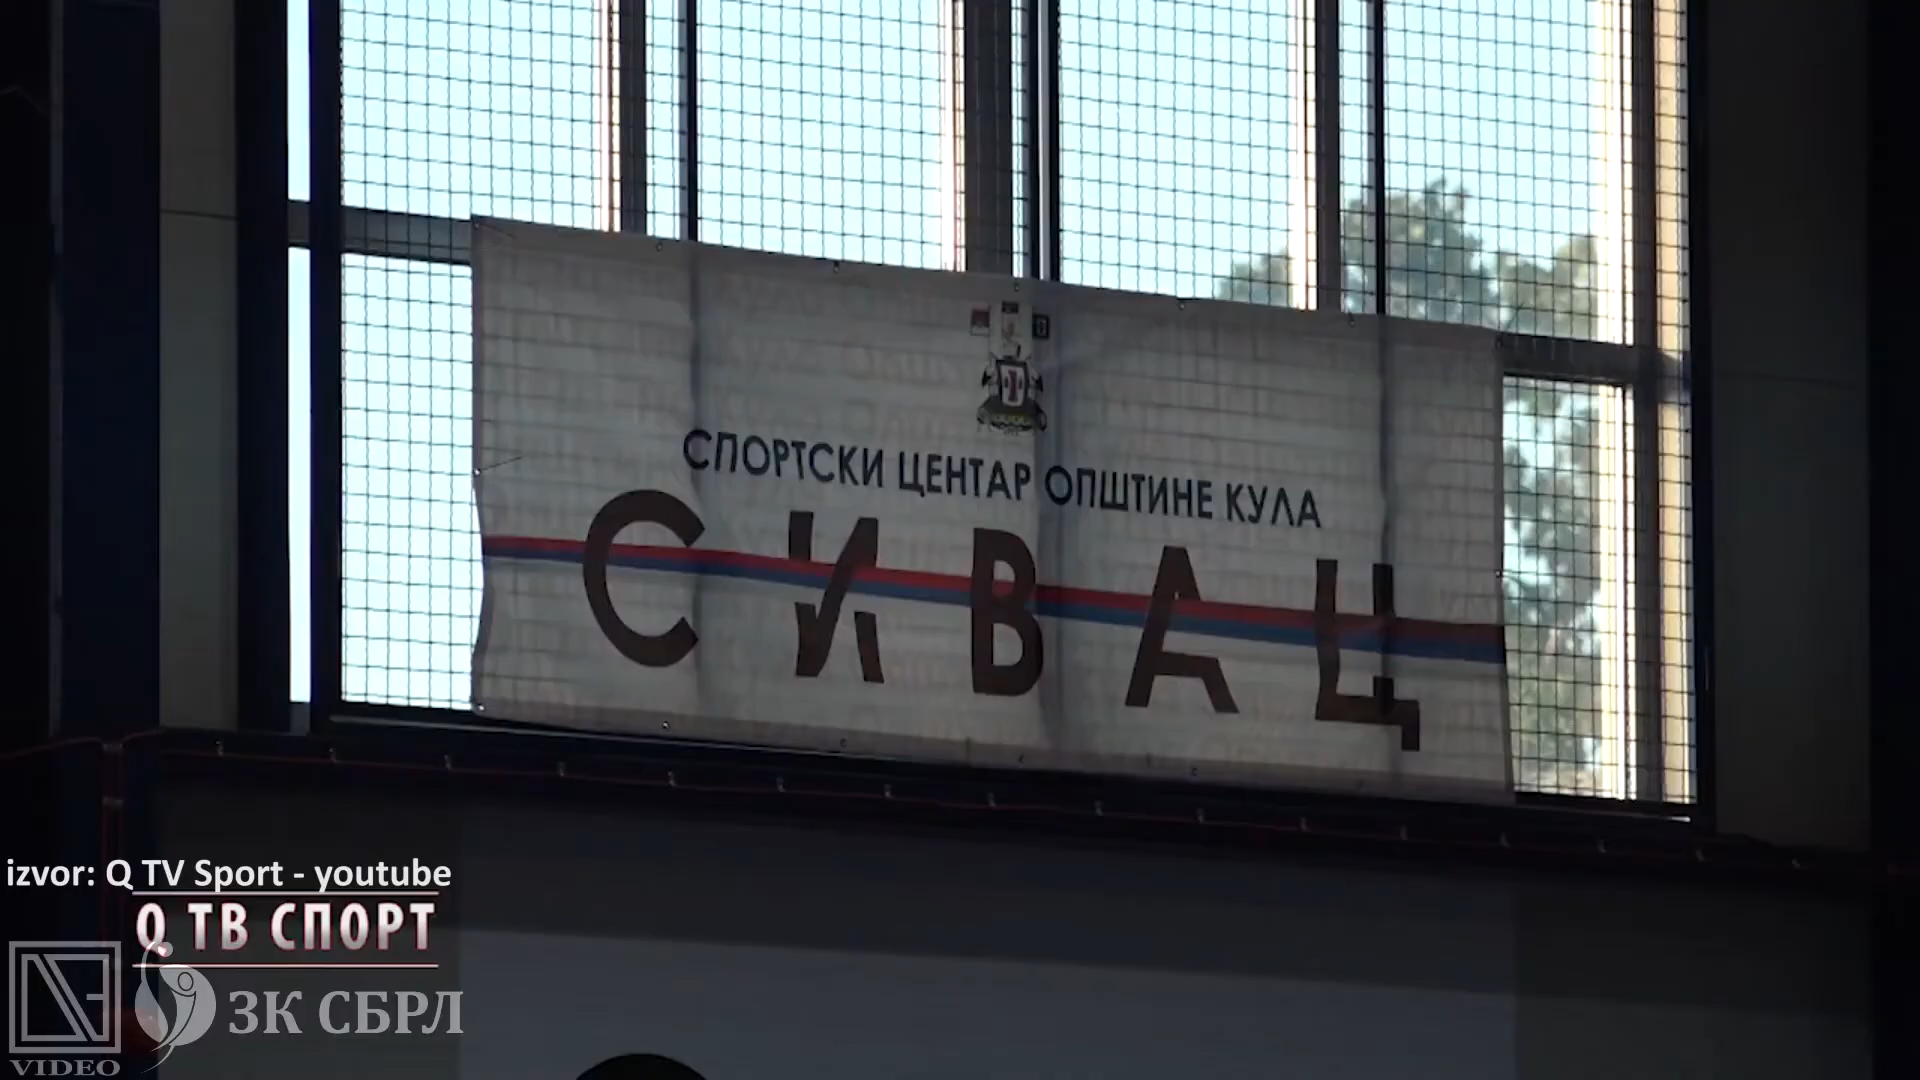 СПОРТСКИ ЦЕНТАР ОПШТИНЕ КУЛА
СИВАЦ
izvor: Q TV Sport - youtube
Q ТВ СПОРТ
ЗК СБРЛ
VIDEO